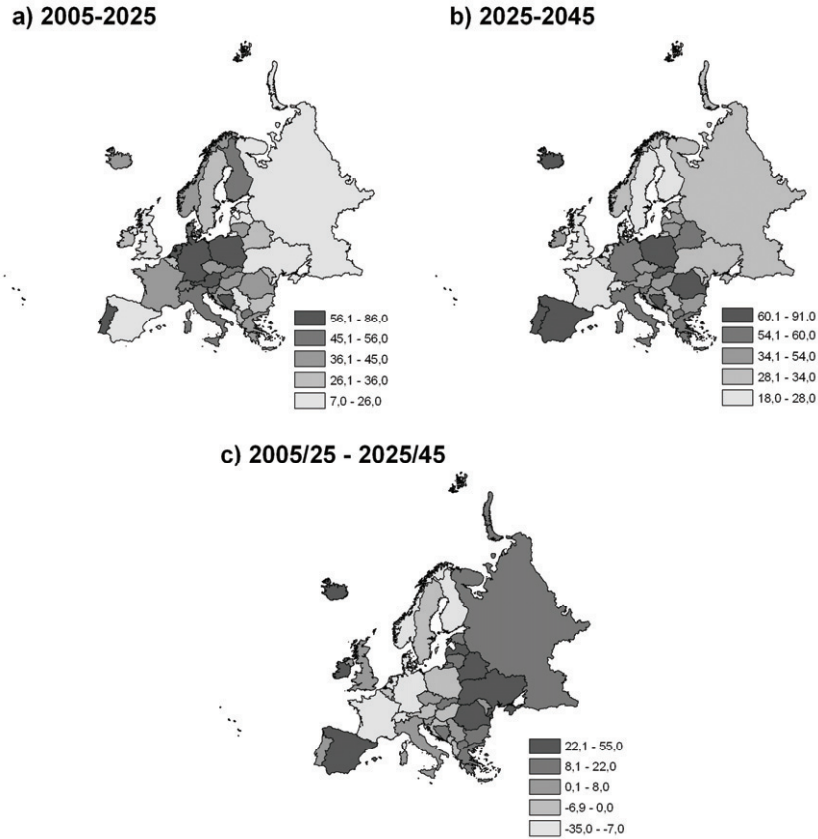 a) 2005-2025
b) 2025-2045
56,1 - 86,0
45,1 - 56,0
36,1 - 45,0
26,1 - 36,0
7,0 - 26,0
60,1 - 91,0
54,1 - 60,0
34,1 - 54,0
28,1 - 34,0
18,0 - 28,0
c) 2005/25 - 2025/45
22,1 - 55,0
8,1 - 22,0
0,1 - 8,0
-6,9 - 0,0
-35,0 - -7,0